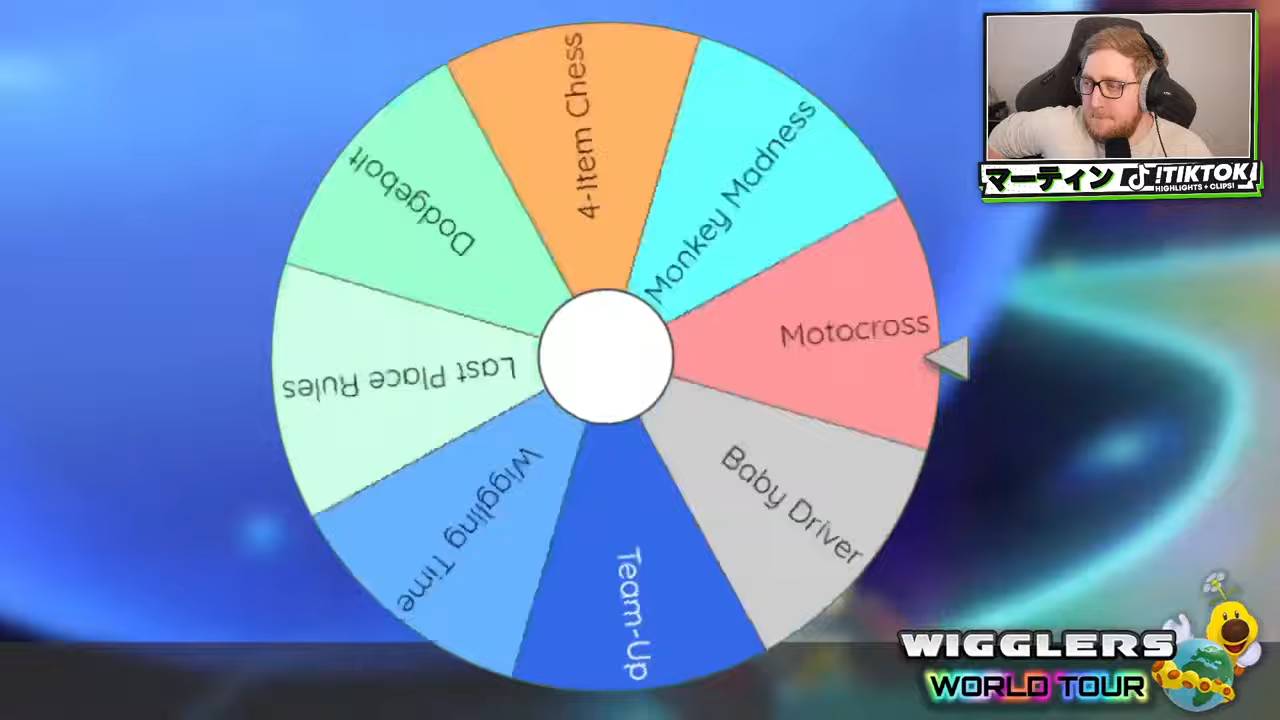 4-Item Chess
Monkey Madness
Motocross
Baby Driver
Team-Up
Wiggling Time
Last Place Rules
Dodgebolt
マーティン
!TIKTOK
HIGHLIGHTS + CLIPS!
WIGGLERS
WORLD TOUR